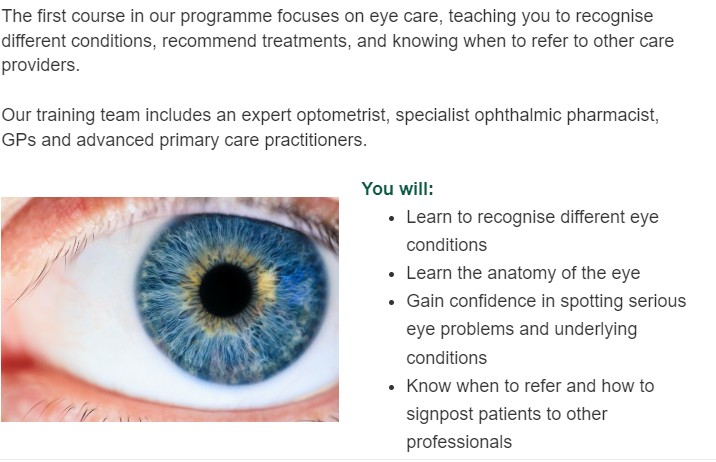 The first course in our programme focuses on eye care, teaching you to recognise
different conditions, recommend treatments, and knowing when to refer to other care
providers.
Our training team includes an expert optometrist, specialist ophthalmic pharmacist,
GPs and advanced primary care practitioners.
You will:
• Learn to recognise different eye
conditions
• Learn the anatomy of the eye
• Gain confidence in spotting serious
eye problems and underlying
conditions
• Know when to refer and how to
signpost patients to other
professionals